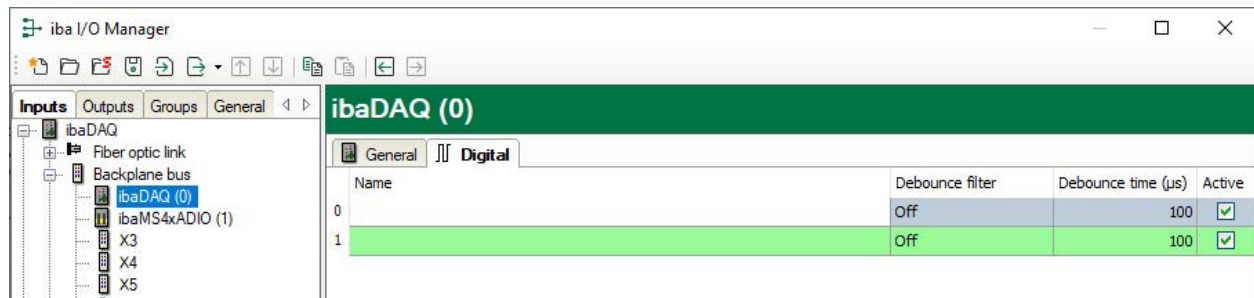 iba I/O Manager
Inputs Outputs Groups General
ibaDAQ
Fiber optic link
Backplane bus
ibaDAQ (0)
ibaMS4xADIO (1)
X3
X4
X5
ibaDAQ (0)
General Digital
Name Debounce filter Debounce time (µs) Active
0 Off 100
1 Off 100